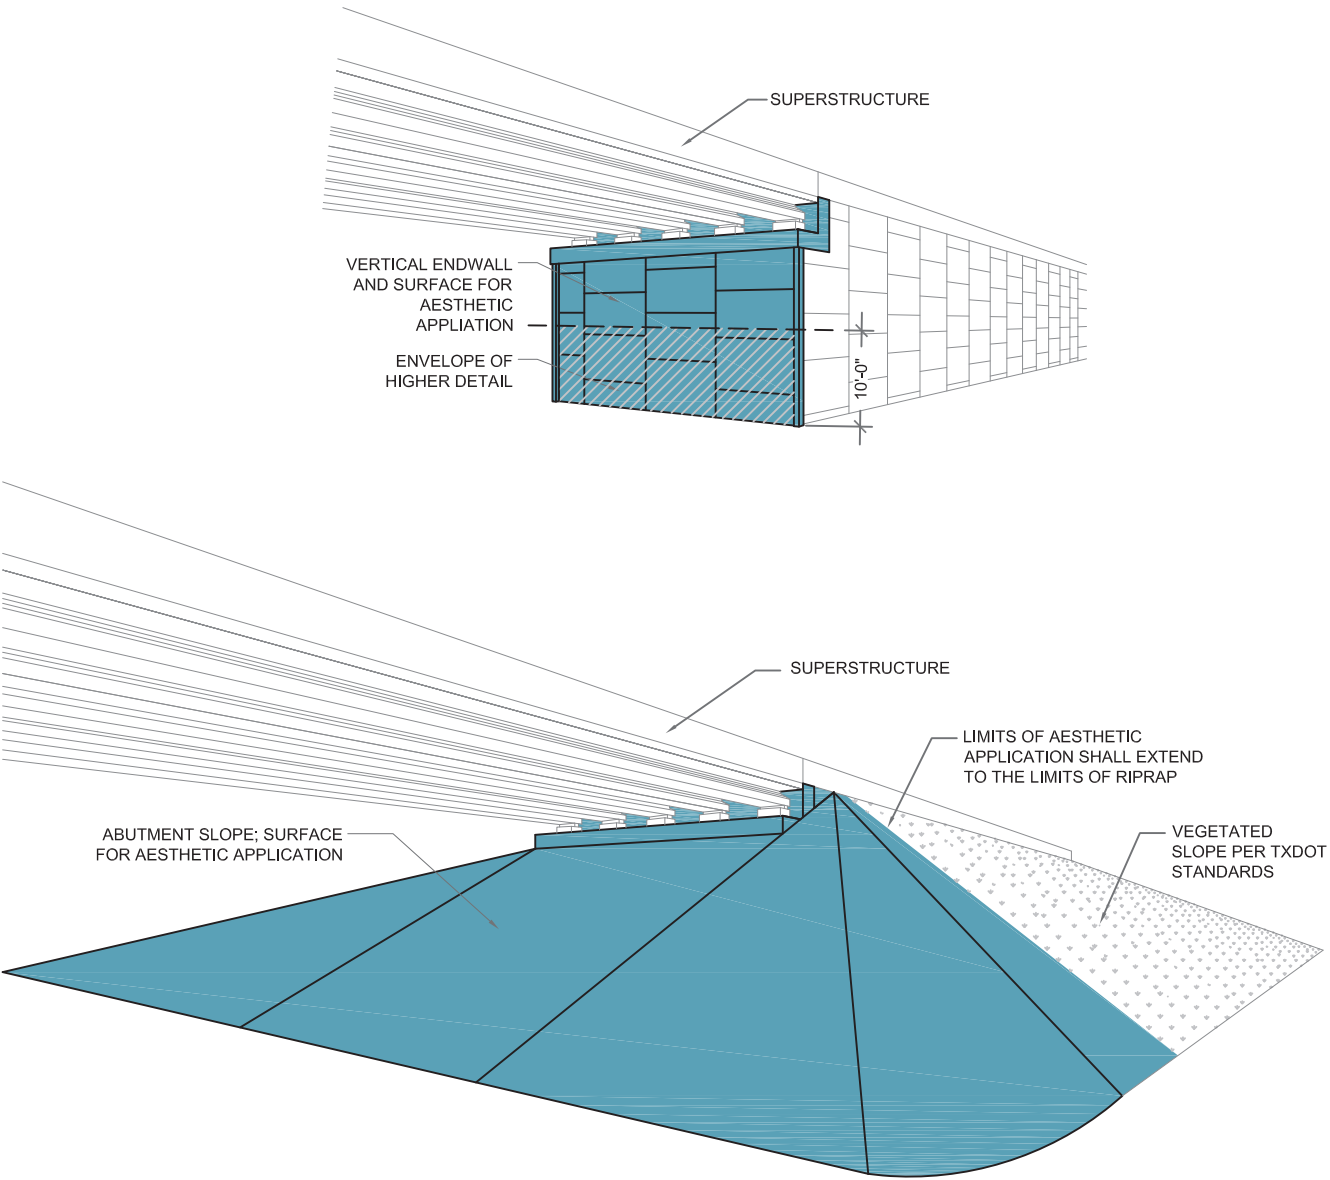 SUPERSTRUCTURE
VERTICAL ENDWALL
AND SURFACE FOR
AESTHETIC
APPLIATION
ENVELOPE OF
HIGHER DETAIL
10'-0"
SUPERSTRUCTURE
LIMITS OF AESTHETIC
APPLICATION SHALL EXTEND
TO THE LIMITS OF RIPRAP
ABUTMENT SLOPE; SURFACE
FOR AESTHETIC APPLICATION
VEGETATED
SLOPE PER TXDOT
STANDARDS